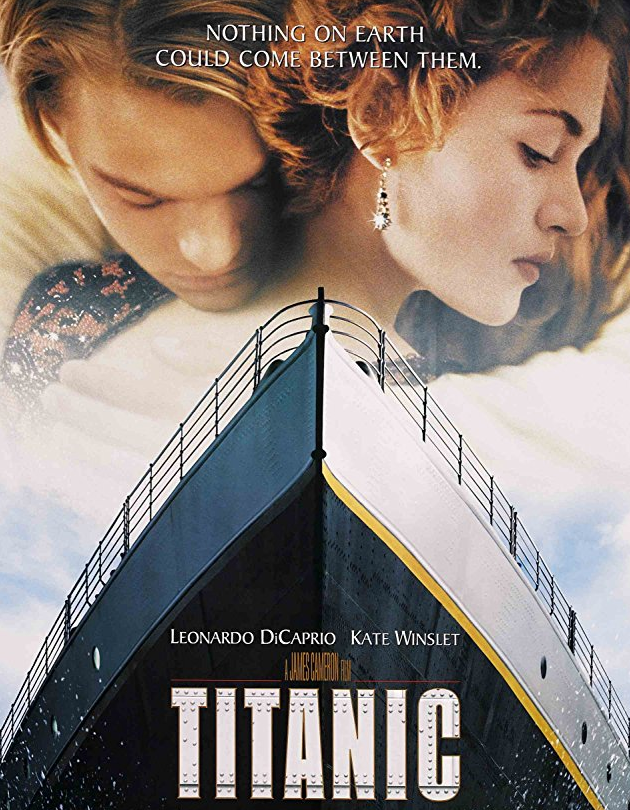 NOTHING ON EARTH
COULD COME BETWEEN THEM.
LEONARDO DICAPRIO KATE WINSLET
A JAMES CAMERON FILM
TITANIC